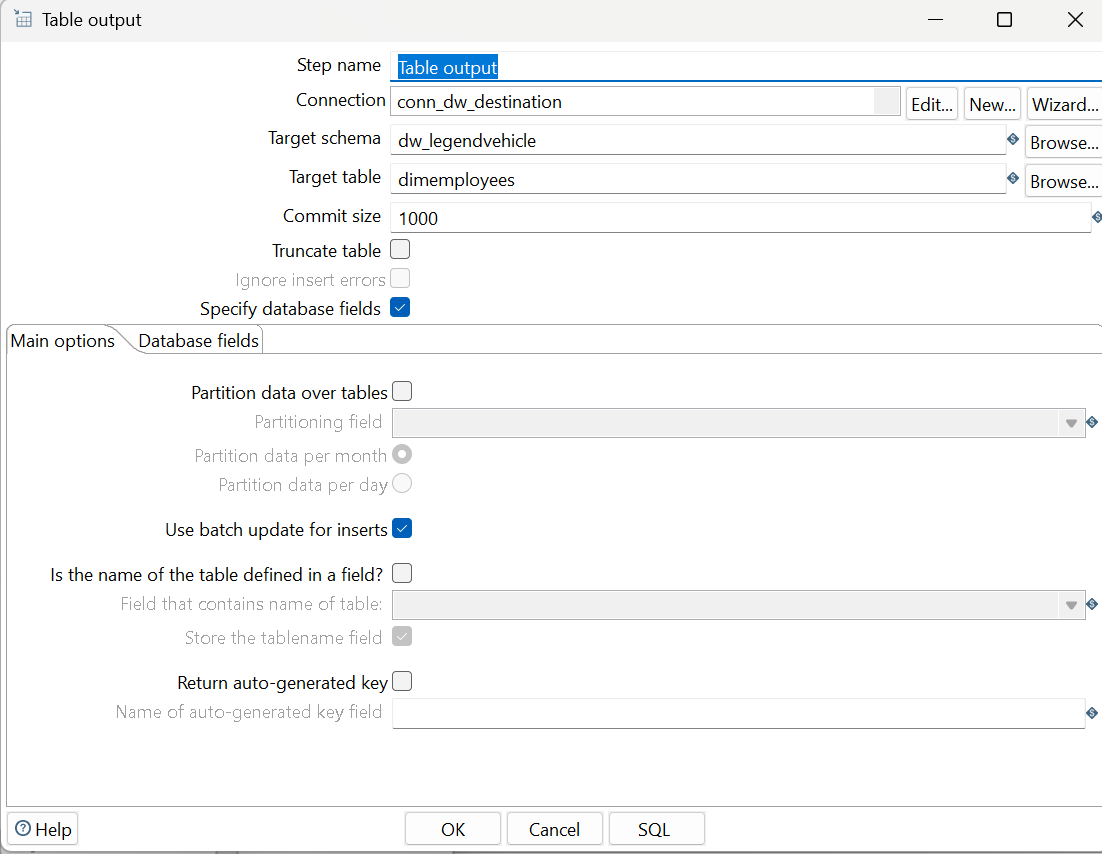 Table output
Step name Table output
Connection conn_dw_destination Edit... New... Wizard...
Target schema dw_legendvehicle Browse...
Target table dimemployees Browse...
Commit size 1000
Truncate table
Ignore insert errors
Specify database fields
Main options Database fields
Partition data over tables
Partitioning field
Partition data per month
Partition data per day
Use batch update for inserts
Is the name of the table defined in a field?
Field that contains name of table:
Store the tablename field
Return auto-generated key
Name of auto-generated key field
Help OK Cancel SQL